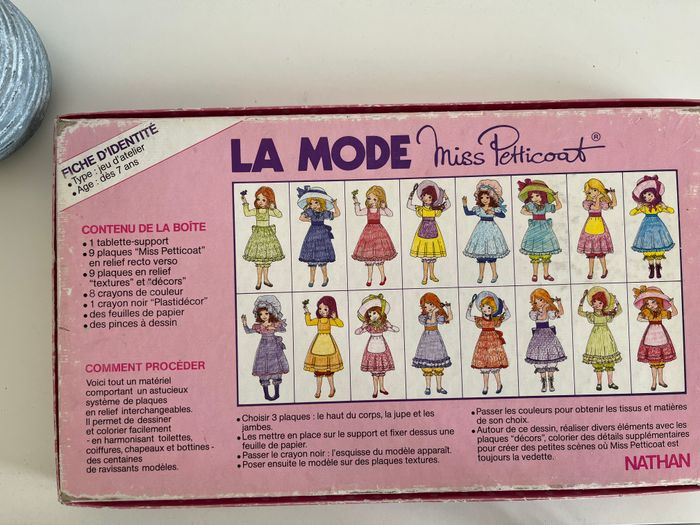 FICHE D'IDENTITÉ
• Type : jeu d'atelier
• Age : dès 7 ans
LA MODE Miss Petticoat®
CONTENU DE LA BOÎTE
• 1 tablette-support
• 9 plaques "Miss Petticoat"
en relief recto verso
• 9 plaques en relief
"textures" et "décors"
• 8 crayons de couleur
• 1 crayon noir "Plastidécor"
• des feuilles de papier
• des pinces à dessin
COMMENT PROCÉDER
Voici tout un matériel
comportant un astucieux
système de plaques
en relief interchangeables.
Il permet de dessiner
et colorier facilement
- en harmonisant toilettes,
coiffures, chapeaux et bottines -
des centaines
de ravissants modèles.
• Choisir 3 plaques : le haut du corps, la jupe et les
jambes.
• Les mettre en place sur le support et fixer dessus une
feuille de papier.
• Passer le crayon noir : l'esquisse du modèle apparaît.
• Poser ensuite le modèle sur des plaques textures.
• Passer les couleurs pour obtenir les tissus et matières
de son choix.
• Autour de ce dessin, réaliser divers éléments avec les
plaques "décors", colorier des détails supplémentaires
pour créer des petites scènes où Miss Petticoat est
toujours la vedette.
NATHAN